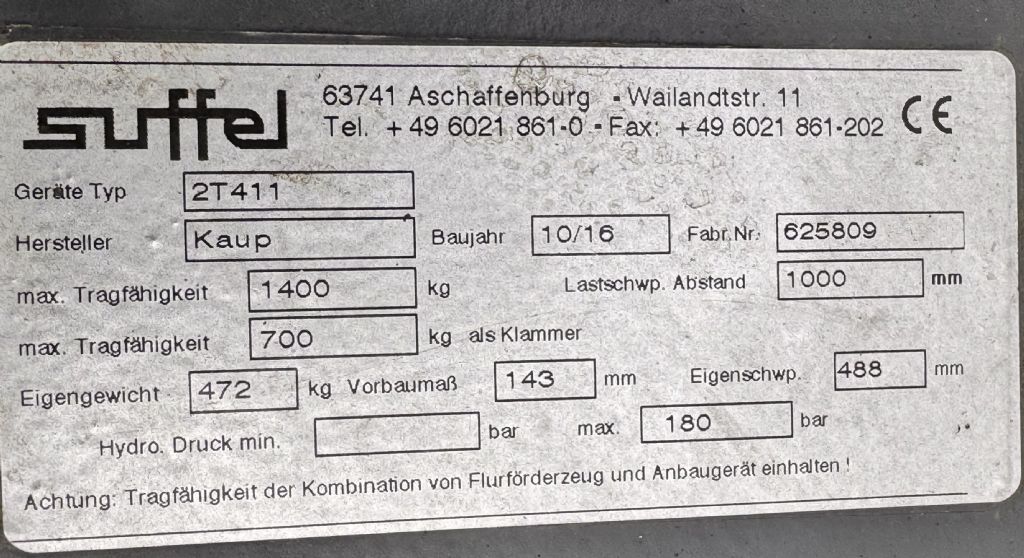 suffel
63741 Aschaffenburg - Wailandtstr. 11
Tel. +49 6021 861-0 - Fax: +49 6021 861-202 CE
Geräte Typ 2T411
Hersteller Kaup Baujahr 10/16 Fabr.Nr. 625809
max. Tragfähigkeit 1400 kg Lastschwp. Abstand 1000 mm
max. Tragfähigkeit 700 kg als Klammer
Eigengewicht 472 kg Vorbaumaß 143 mm Eigenschwp. 488 mm
Hydro. Druck min. bar max. 180 bar
Achtung: Tragfähigkeit der Kombination von Flurförderzeug und Anbaugerät einhalten !